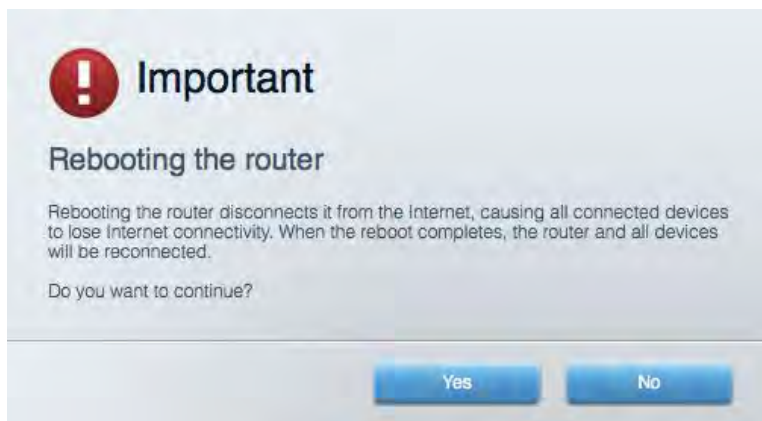 Important
Rebooting the router
Rebooting the router disconnects it from the Internet, causing all connected devices
to lose Internet connectivity. When the reboot completes, the router and all devices
will be reconnected.
Do you want to continue?
Yes
No